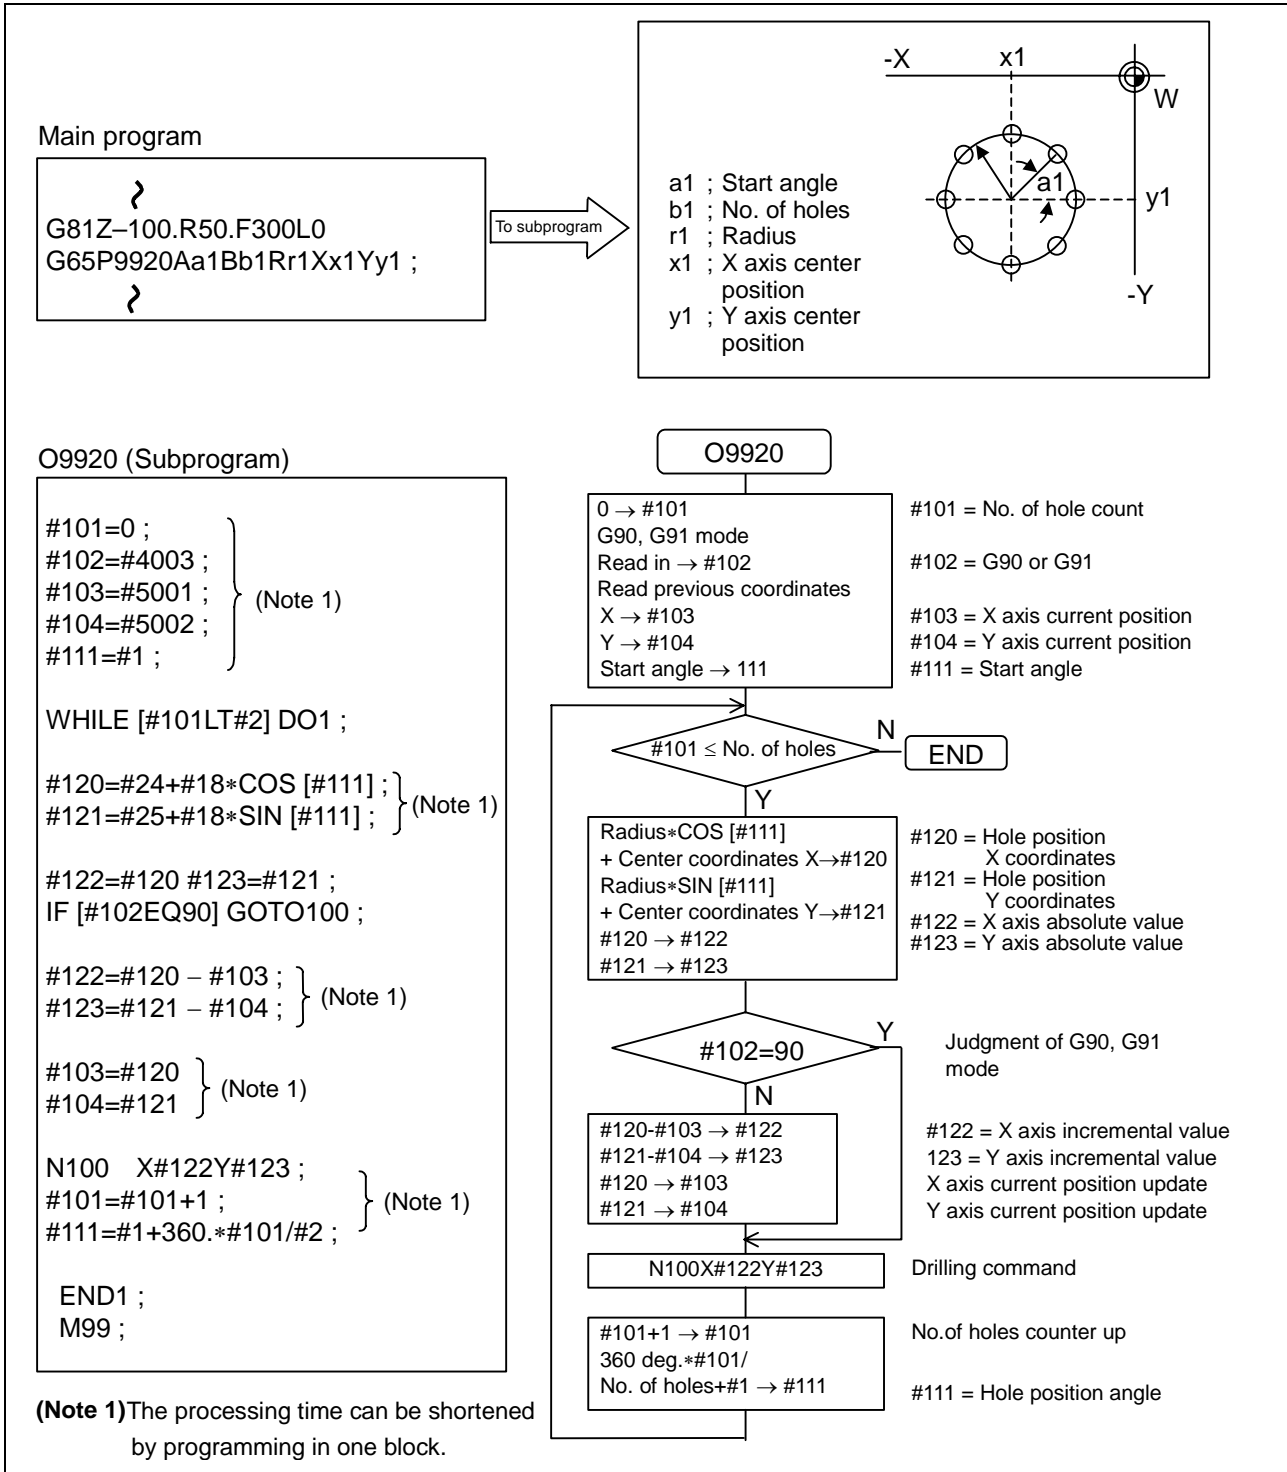 Main program
G81Z–100.R50.F300L0
G65P9920Aa1Bb1Rr1Xx1Yy1 ;
To subprogram
-X
x1
W
a1
y1
-Y
a1 ; Start angle
b1 ; No. of holes
r1 ; Radius
x1 ; X axis center
position
y1 ; Y axis center
position
O9920 (Subprogram)
#101=0 ;
#102=#4003 ;
#103=#5001 ;
#104=#5002 ;
#111=#1 ;
(Note 1)
WHILE [#101LT#2] DO1 ;
#120=#24+#18∗COS [#111] ;
#121=#25+#18∗SIN [#111] ;
(Note 1)
#122=#120 #123=#121 ;
IF [#102EQ90] GOTO100 ;
#122=#120 – #103 ;
#123=#121 – #104 ;
(Note 1)
#103=#120
#104=#121
(Note 1)
N100 X#122Y#123 ;
#101=#101+1 ;
#111=#1+360.∗#101/#2 ;
(Note 1)
END1 ;
M99 ;
(Note 1)The processing time can be shortened
by programming in one block.
O9920
0 → #101
G90, G91 mode
Read in → #102
Read previous coordinates
X → #103
Y → #104
Start angle → 111
#101 = No. of hole count
#102 = G90 or G91
#103 = X axis current position
#104 = Y axis current position
#111 = Start angle
#101 ≤ No. of holes
N
END
Y
Radius∗COS [#111]
+ Center coordinates X→#120
Radius∗SIN [#111]
+ Center coordinates Y→#121
#120 → #122
#121 → #123
#120 = Hole position
X coordinates
#121 = Hole position
Y coordinates
#122 = X axis absolute value
#123 = Y axis absolute value
#102=90
Y
N
Judgment of G90, G91
mode
#120-#103 → #122
#121-#104 → #123
#120 → #103
#121 → #104
#122 = X axis incremental value
123 = Y axis incremental value
X axis current position update
Y axis current position update
N100X#122Y#123
Drilling command
#101+1 → #101
360 deg.∗#101/
No. of holes+#1 → #111
No.of holes counter up
#111 = Hole position angle